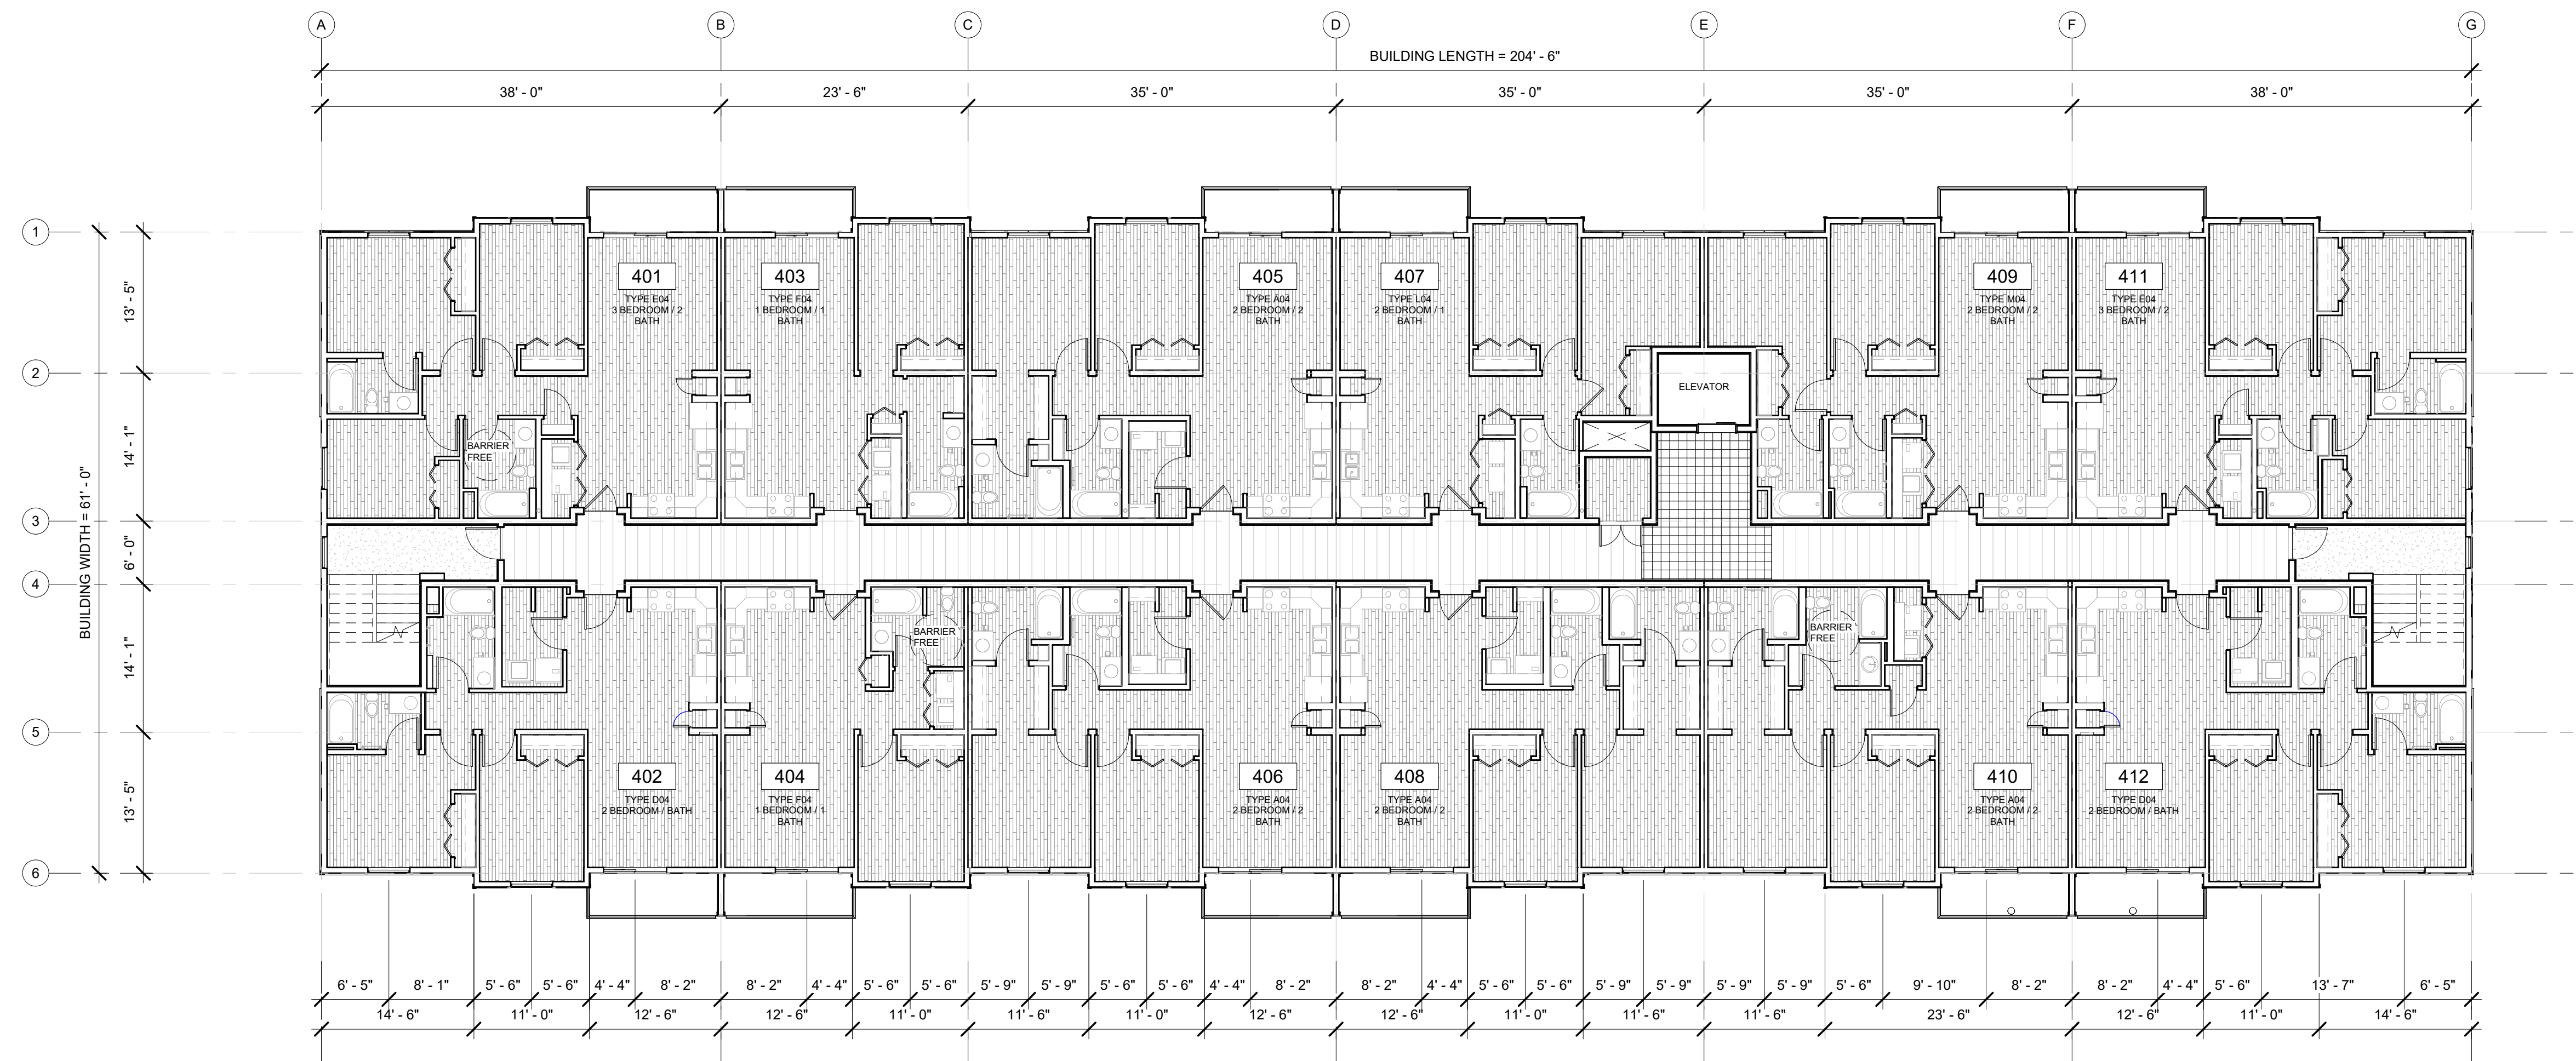 A B C D E F G
BUILDING LENGTH = 204' - 6"
38' - 0" 23' - 6" 35' - 0" 35' - 0" 35' - 0" 38' - 0"
1
2
3
4
5
6
BUILDING WIDTH = 61' - 0"
13' - 5"
14' - 1"
6' - 0"
14' - 1"
13' - 5"
401
TYPE E04
3 BEDROOM / 2
BATH
403
TYPE F04
1 BEDROOM / 1
BATH
405
TYPE A04
2 BEDROOM / 2
BATH
407
TYPE L04
2 BEDROOM / 1
BATH
409
TYPE M04
2 BEDROOM / 2
BATH
411
TYPE E04
3 BEDROOM / 2
BATH
ELEVATOR
BARRIER
FREE
BARRIER
FREE
BARRIER
FREE
402
TYPE D04
2 BEDROOM / BATH
404
TYPE F04
1 BEDROOM / 1
BATH
406
TYPE A04
2 BEDROOM / 2
BATH
408
TYPE A04
2 BEDROOM / 2
BATH
410
TYPE A04
2 BEDROOM / 2
BATH
412
TYPE D04
2 BEDROOM / BATH
6' - 5" 8' - 1" 5' - 6" 5' - 6" 4' - 4" 8' - 2" 8' - 2" 4' - 4" 5' - 6" 5' - 6" 5' - 9" 5' - 9" 5' - 6" 5' - 6" 4' - 4" 8' - 2" 8' - 2" 4' - 4" 5' - 6" 5' - 6" 5' - 9" 5' - 9" 5' - 9" 5' - 9" 5' - 6" 9' - 10" 8' - 2" 8' - 2" 4' - 4" 5' - 6" 13' - 7" 6' - 5"
14' - 6" 11' - 0" 12' - 6" 12' - 6" 11' - 0" 11' - 6" 11' - 0" 12' - 6" 12' - 6" 11' - 0" 11' - 6" 11' - 6" 23' - 6" 12' - 6" 11' - 0" 14' - 6"